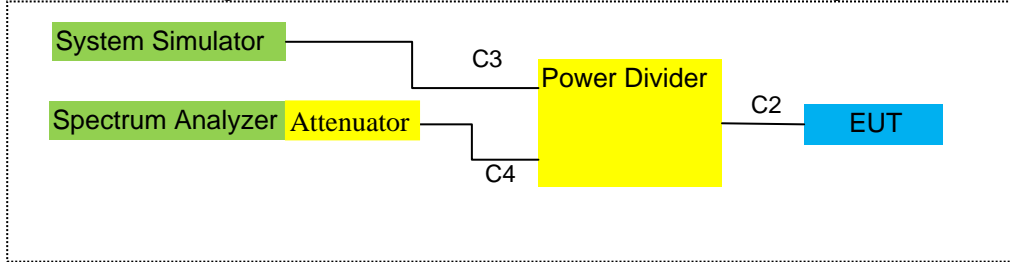 System Simulator
C3
Power Divider
Spectrum Analyzer Attenuator
C2
EUT
C4